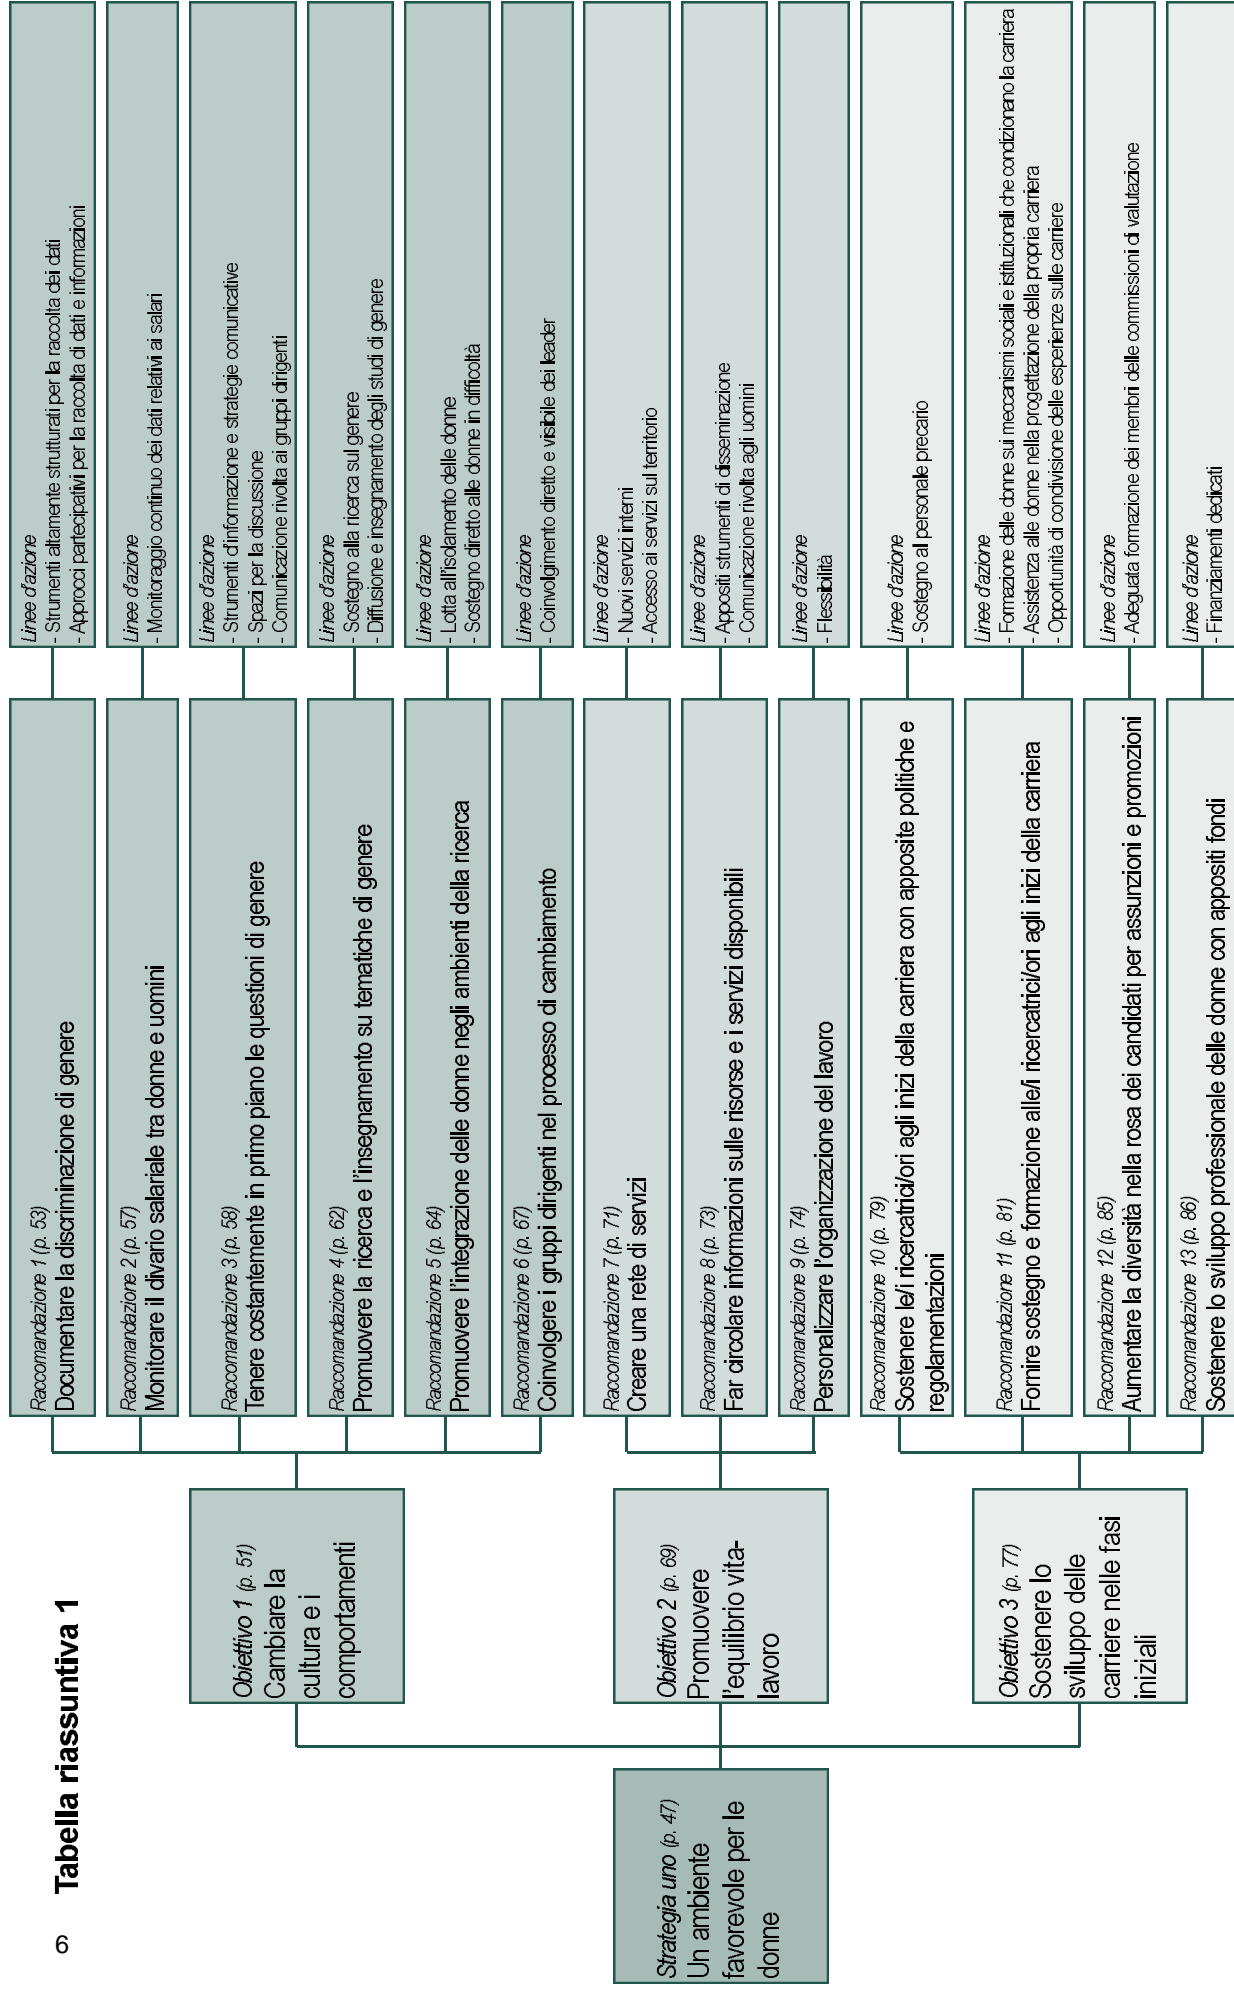 6
Tabella riassuntiva 1
Strategia uno (p. 47)
Un ambiente
favorevole per le
donne
Obiettivo 1 (p. 51)
Cambiare la
cultura e i
comportamenti
Raccomandazione 1 (p. 53)
Documentare la discriminazione di genere
Linee d'azione
- Strumenti altamente strutturati per la raccolta dei dati
- Approcci partecipativi per la raccolta di dati e informazioni
Raccomandazione 2 (p. 57)
Monitorare il divario salariale tra donne e uomini
Linee d'azione
- Monitoraggio continuo dei dati relativi ai salari
Raccomandazione 3 (p. 58)
Tenere costantemente in primo piano le questioni di genere
Linee d'azione
- Strumenti d'informazione e strategie comunicative
- Spazi per la discussione
- Comunicazione rivolta ai gruppi dirigenti
Raccomandazione 4 (p. 62)
Promuovere la ricerca e l'insegnamento su tematiche di genere
Linee d'azione
- Sostegno alla ricerca sul genere
- Diffusione e insegnamento degli studi di genere
Raccomandazione 5 (p. 64)
Promuovere l'integrazione delle donne negli ambienti della ricerca
Linee d'azione
- Lotta all'isolamento delle donne
- Sostegno diretto alle donne in difficoltà
Raccomandazione 6 (p. 67)
Coinvolgere i gruppi dirigenti nel processo di cambiamento
Linee d'azione
- Coinvolgimento diretto e visibile dei leader
Obiettivo 2 (p. 69)
Promuovere
l'equilibrio vita-
lavoro
Raccomandazione 7 (p. 71)
Creare una rete di servizi
Linee d'azione
- Nuovi servizi interni
- Accesso ai servizi sul territorio
Raccomandazione 8 (p. 73)
Far circolare informazioni sulle risorse e i servizi disponibili
Linee d'azione
- Appositi strumenti di disseminazione
- Comunicazione rivolta agli uomini
Raccomandazione 9 (p. 74)
Personalizzare l'organizzazione del lavoro
Linee d'azione
- Flessibilità
Obiettivo 3 (p. 77)
Sostenere lo
sviluppo delle
carriere nelle fasi
iniziali
Raccomandazione 10 (p. 79)
Sostenere le/i ricercatrici/ori agli inizi della carriera con apposite politiche e
regolamentazioni
Linee d'azione
- Sostegno al personale precario
Raccomandazione 11 (p. 81)
Fornire sostegno e formazione alle/i ricercatrici/ori agli inizi della carriera
Linee d'azione
- Formazione delle donne sui meccanismi sociali e istituzionali che condizionano la carriera
- Assistenza alle donne nella progettazione della propria carriera
- Opportunità di condivisione delle esperienze sulle carriere
Raccomandazione 12 (p. 85)
Aumentare la diversità nella rosa dei candidati per assunzioni e promozioni
Linee d'azione
- Adeguata formazione dei membri delle commissioni di valutazione
Raccomandazione 13 (p. 86)
Sostenere lo sviluppo professionale delle donne con appositi fondi
Linee d'azione
- Finanziamenti dedicati